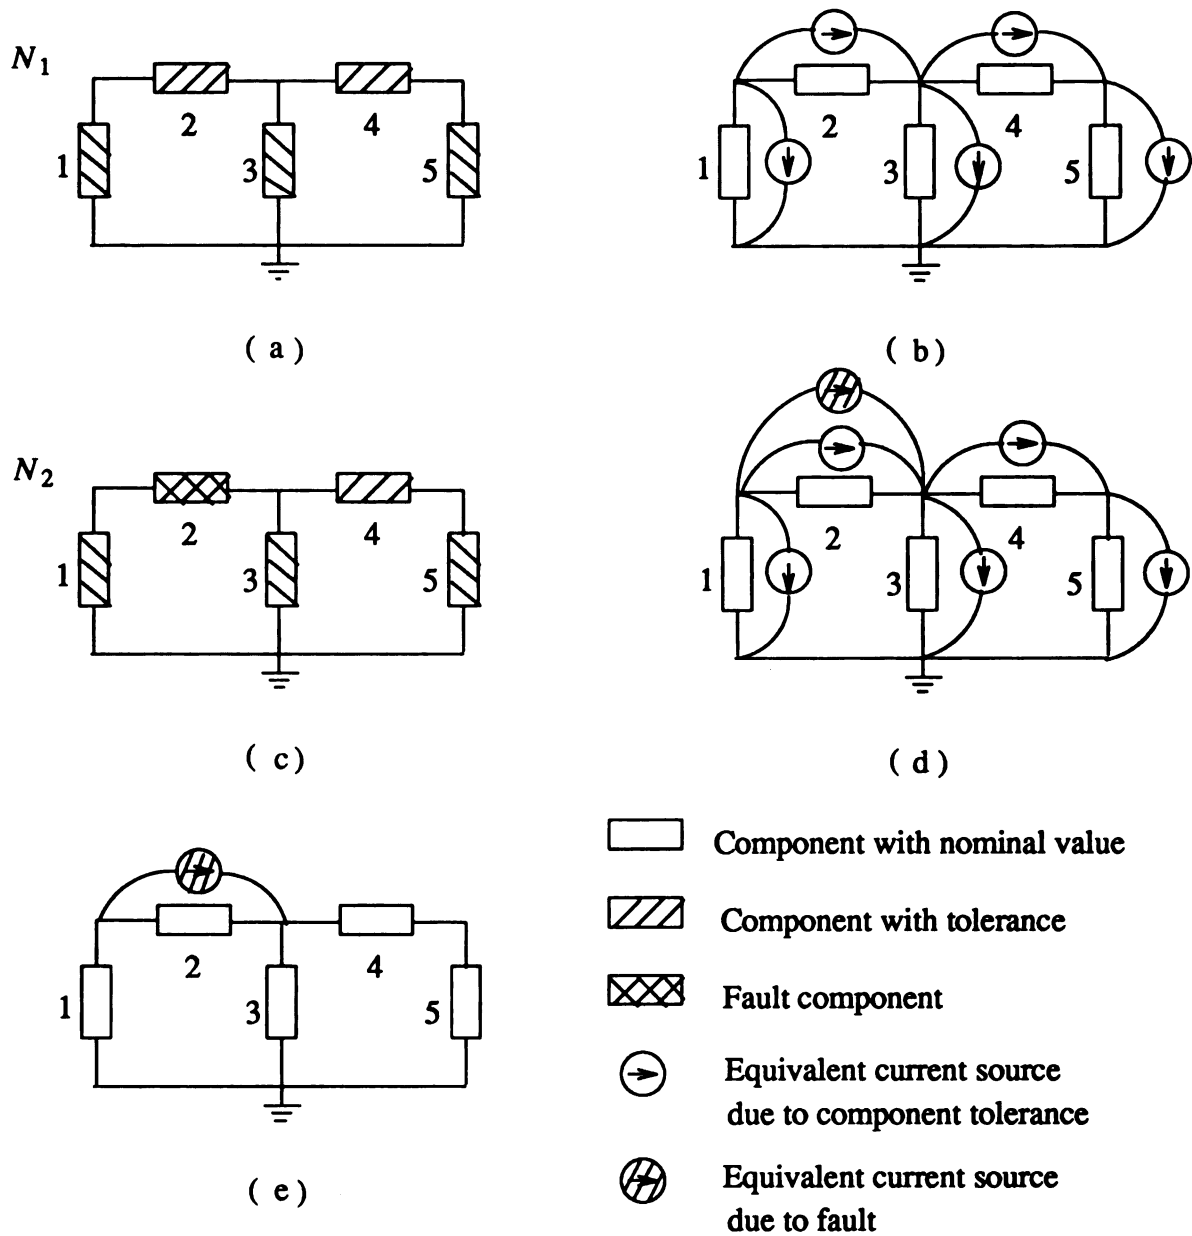 N1
2
4
1
3
5
( a )
2
4
1
3
5
( b )
N2
2
4
1
3
5
( c )
2
4
1
3
5
( d )
2
4
1
3
5
( e )
Component with nominal value
Component with tolerance
Fault component
Equivalent current source
due to component tolerance
Equivalent current source
due to fault